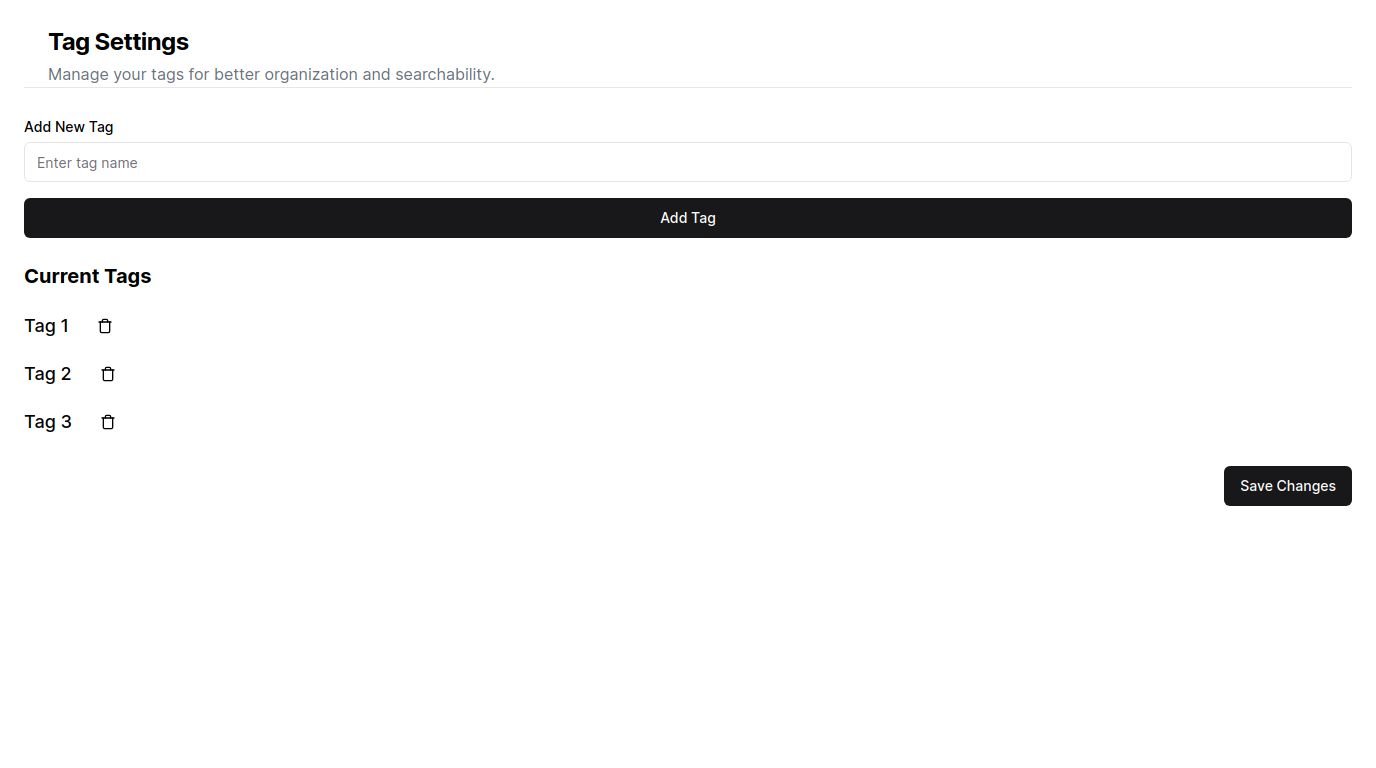 Tag Settings
Manage your tags for better organization and searchability.
Add New Tag
Enter tag name
Add Tag
Current Tags
Tag 1
Tag 2
Tag 3
Save Changes